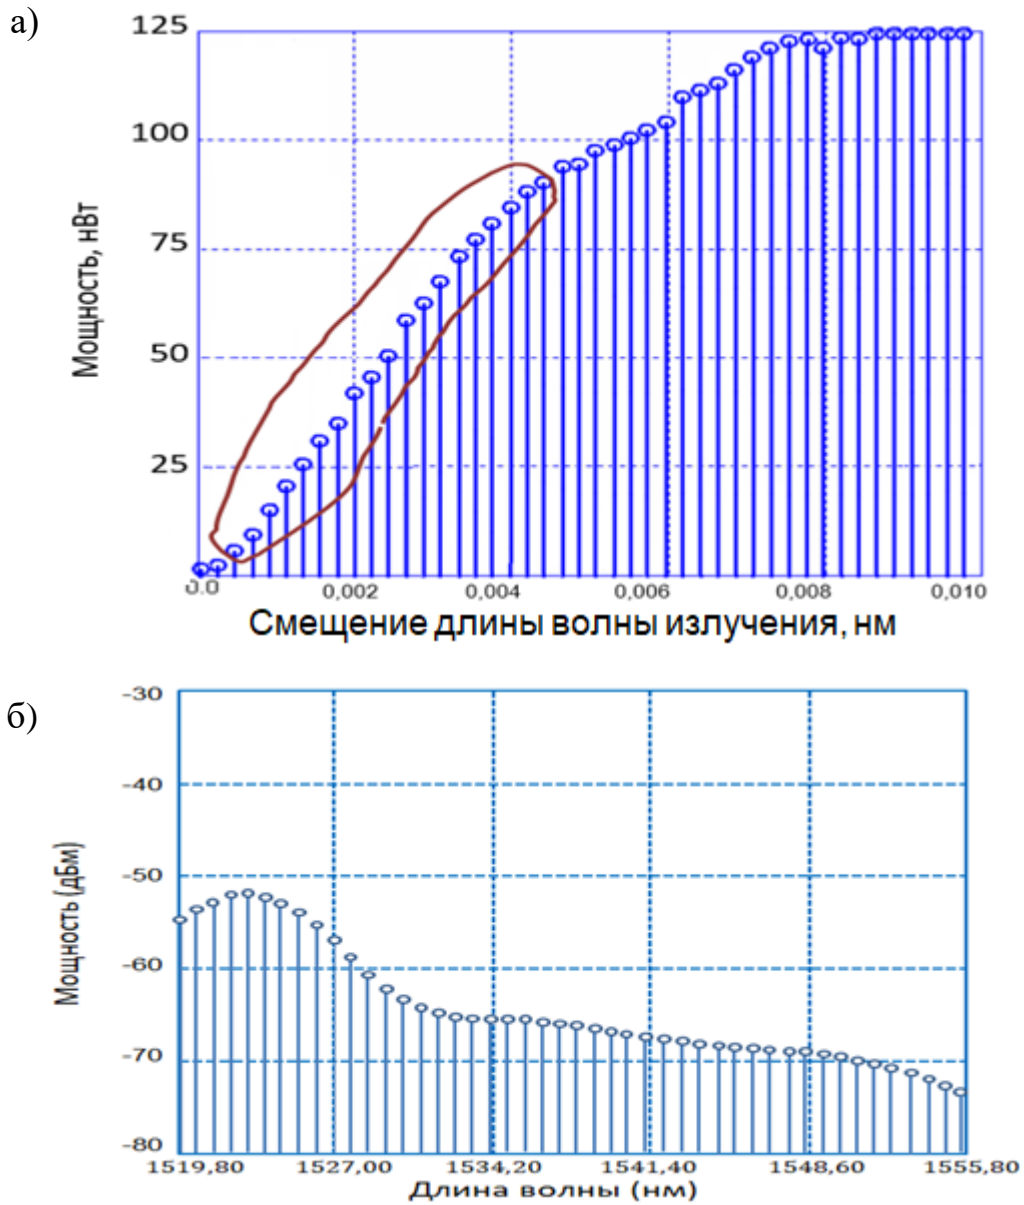 а)
125
100
75
50
25
Мощность, нВт
0.0 0,002 0,004 0,006 0,008 0,010
Смещение длины волны излучения, нм
б)
-30
-40
-50
-60
-70
-80
Мощность (дБм)
1519,80 1527,00 1534,20 1541,40 1548,60 1555,80
Длина волны (нм)